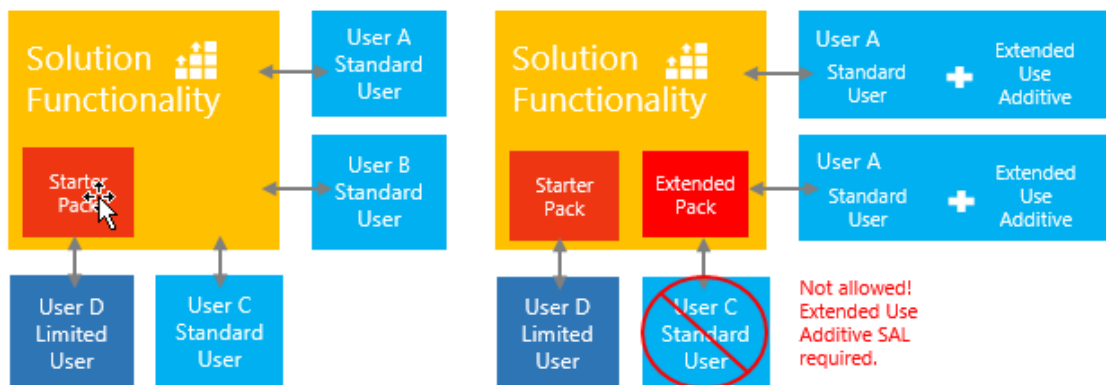 Solution
Functionality
Starter
Pack
User A
Standard
User
User B
Standard
User
User D
Limited
User
User C
Standard
User
Solution
Functionality
Starter
Pack
Extended
Pack
User A
Standard
User
Extended
Use
Additive
User A
Standard
User
Extended
Use
Additive
User D
Limited
User
User C
Standard
User
Not allowed!
Extended Use
Additive SAL
required.